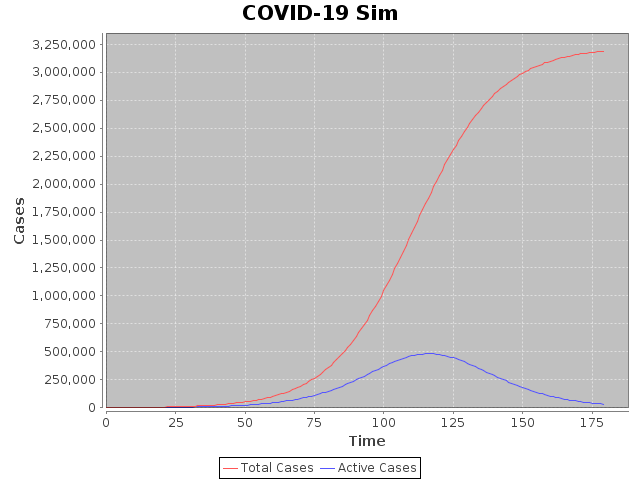 COVID-19 Sim
3,250,000
3,000,000
2,750,000
2,500,000
2,250,000
2,000,000
1,750,000
1,500,000
1,250,000
1,000,000
750,000
500,000
250,000
0
Cases
0 25 50 75 100 125 150 175
Time
Total Cases Active Cases